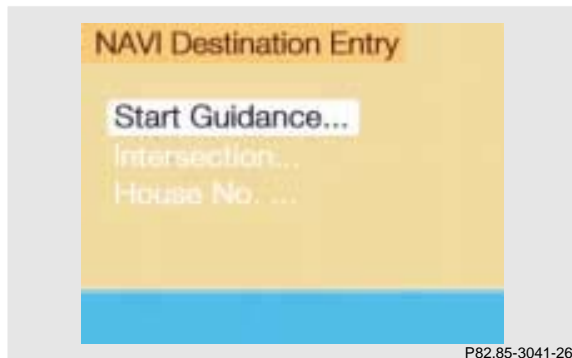 NAVI Destination Entry
Start Guidance...
Intersection...
House No. ...
P82.85-3041-26